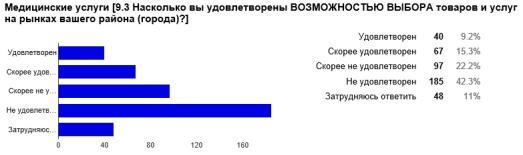 Медицинские услуги [9.3 Насколько вы удовлетворены ВОЗМОЖНОСТЬЮ ВЫБОРА товаров и услуг
на рынках вашего района (города)?]
Удовлетворен
Скорее удов...
Скорее не у...
Не удовлетв...
Затрудняюс...
0 40 80 120 160
Удовлетворен 40 9.2%
Скорее удовлетворен 67 15.3%
Скорее не удовлетворен 97 22.2%
Не удовлетворен 185 42.3%
Затрудняюсь ответить 48 11%